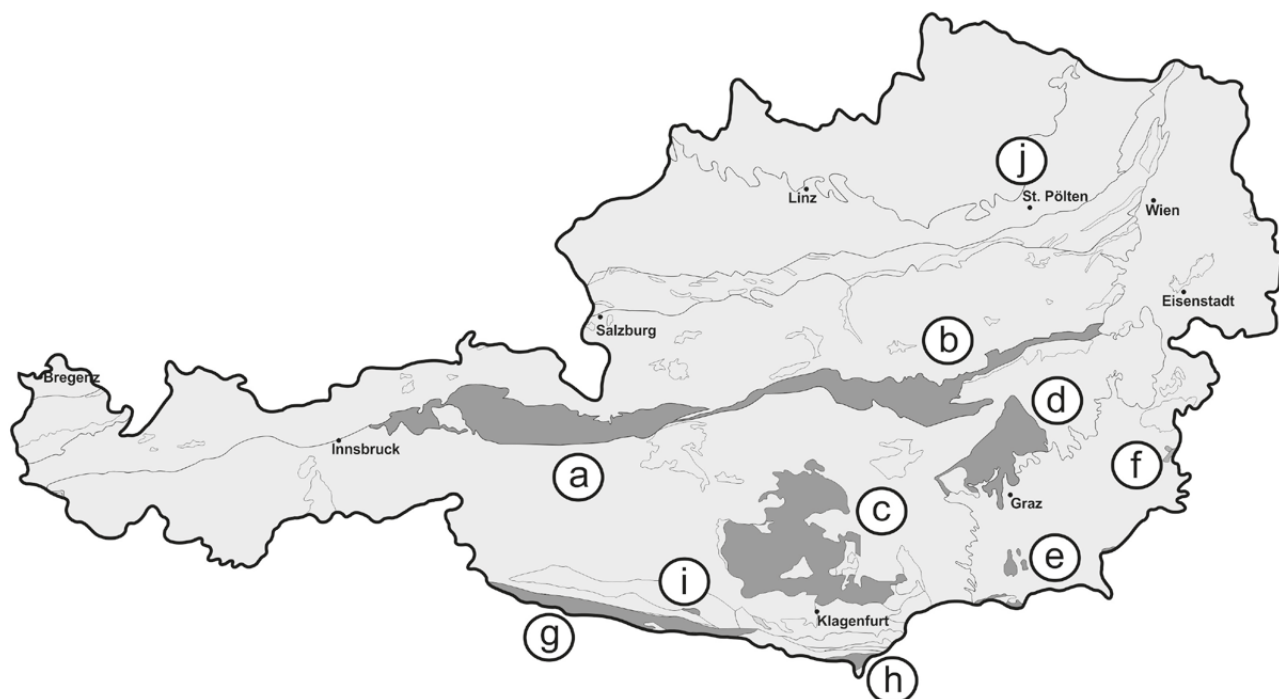 j
Linz
St. Pölten
Wien
Eisenstadt
Salzburg
b
Bregenz
d
Innsbruck
f
a
Graz
c
e
i
Klagenfurt
g
h